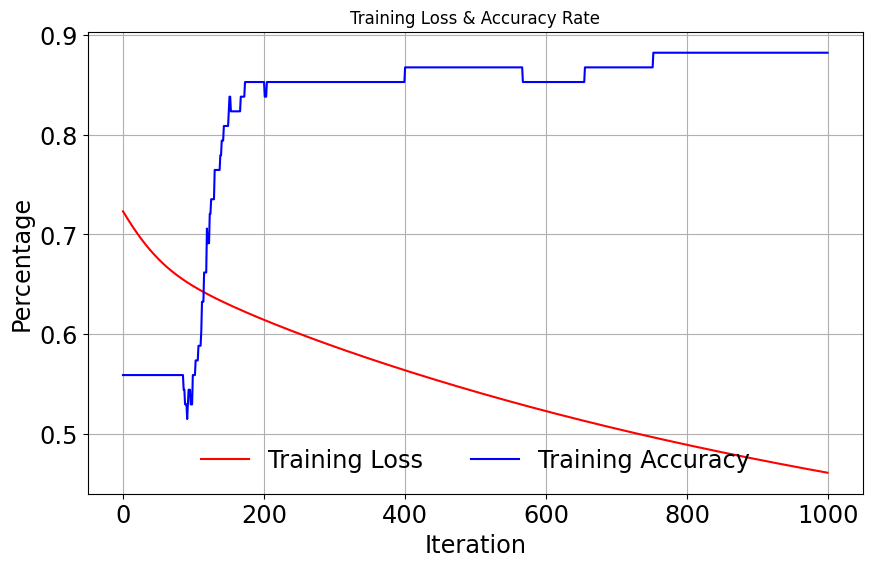 Training Loss & Accuracy Rate
0.9
0.8
0.7
0.6
0.5
Percentage
Training Loss
Training Accuracy
0 200 400 600 800 1000
Iteration